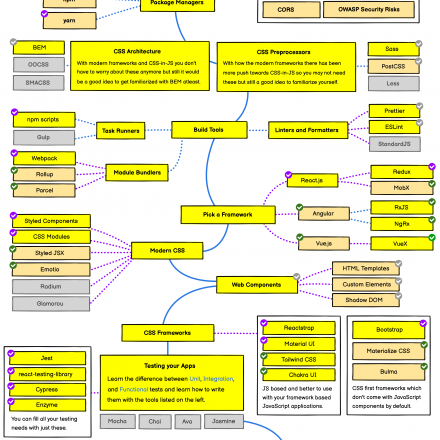 npm
Package Managers
yarn
CORS
OWASP Security Risks
BEM
OOCSS
SMACSS
CSS Architecture
With modern frameworks and CSS-in-JS you don't
have to worry about these anymore but still it would
be a good idea to get familiarized with BEM atleast.
CSS Preprocessors
With how the modern frameworks there has been
more push towards CSS-in-JS so you may not need
these but still a good idea to familiarize yourself.
Sass
PostCSS
Less
npm scripts
Gulp
Task Runners
Build Tools
Linters and Formatters
Prettier
ESLint
StandardJS
Webpack
Rollup
Parcel
Module Bundlers
React.js
Redux
MobX
Pick a Framework
Angular
RxJS
NgRx
Vue.js
VueX
Styled Components
CSS Modules
Styled JSX
Emotio
Radium
Glamorou
Modern CSS
Web Components
HTML Templates
Custom Elements
Shadow DOM
CSS Frameworks
Reactstrap
Material UI
Tailwind CSS
Chakra UI
JS based and better to use
with your framework based
JavaScript applications.
Bootstrap
Materialize CSS
Bulma
CSS first frameworks which
don't come with JavaScript
components by default.
Jest
react-testing-library
Cypress
Enzyme
You can fill all your testing
needs with just these.
Testing your Apps
Learn the difference between Unit, Integration,
and Functional tests and learn how to write
them with the tools listed on the left.
Mocha
Chai
Ava
Jasmine